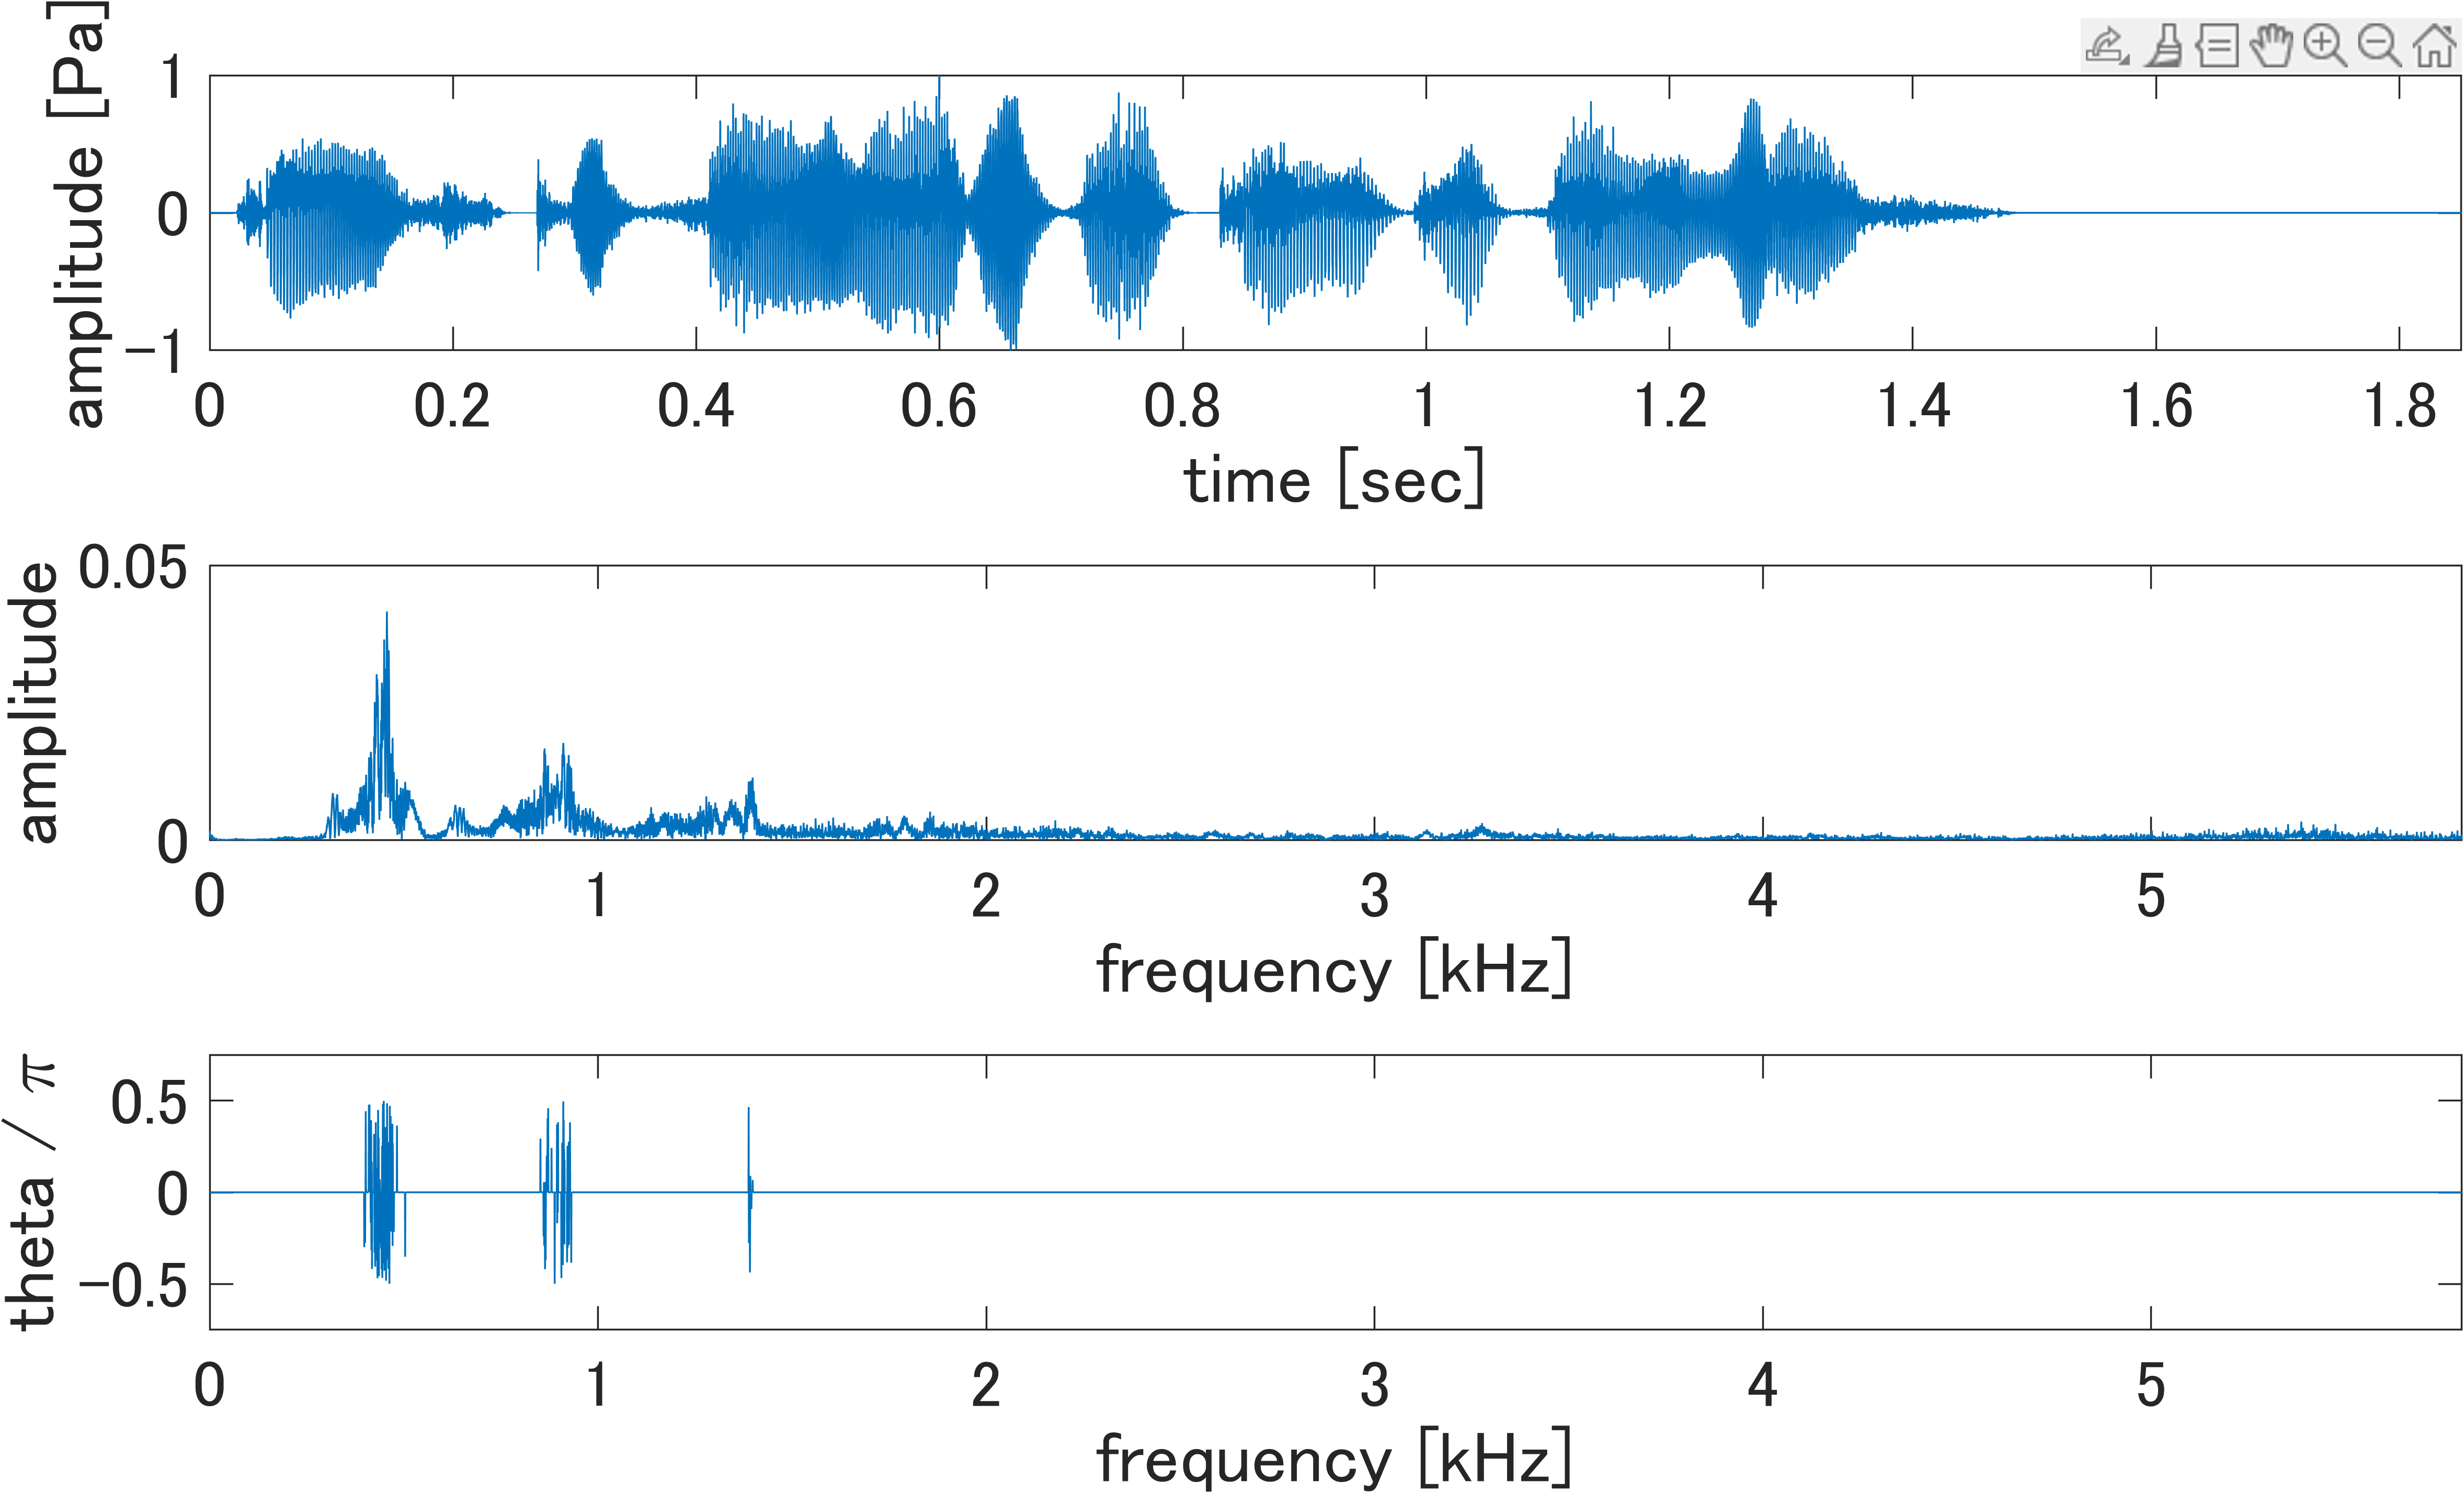 amplitude [Pa]
1
0
−1
0 0.2 0.4 0.6 0.8 1 1.2 1.4 1.6 1.8
time [sec]
amplitude
0.05
0
0 1 2 3 4 5
frequency [kHz]
theta / π
0.5
0
−0.5
0 1 2 3 4 5
frequency [kHz]